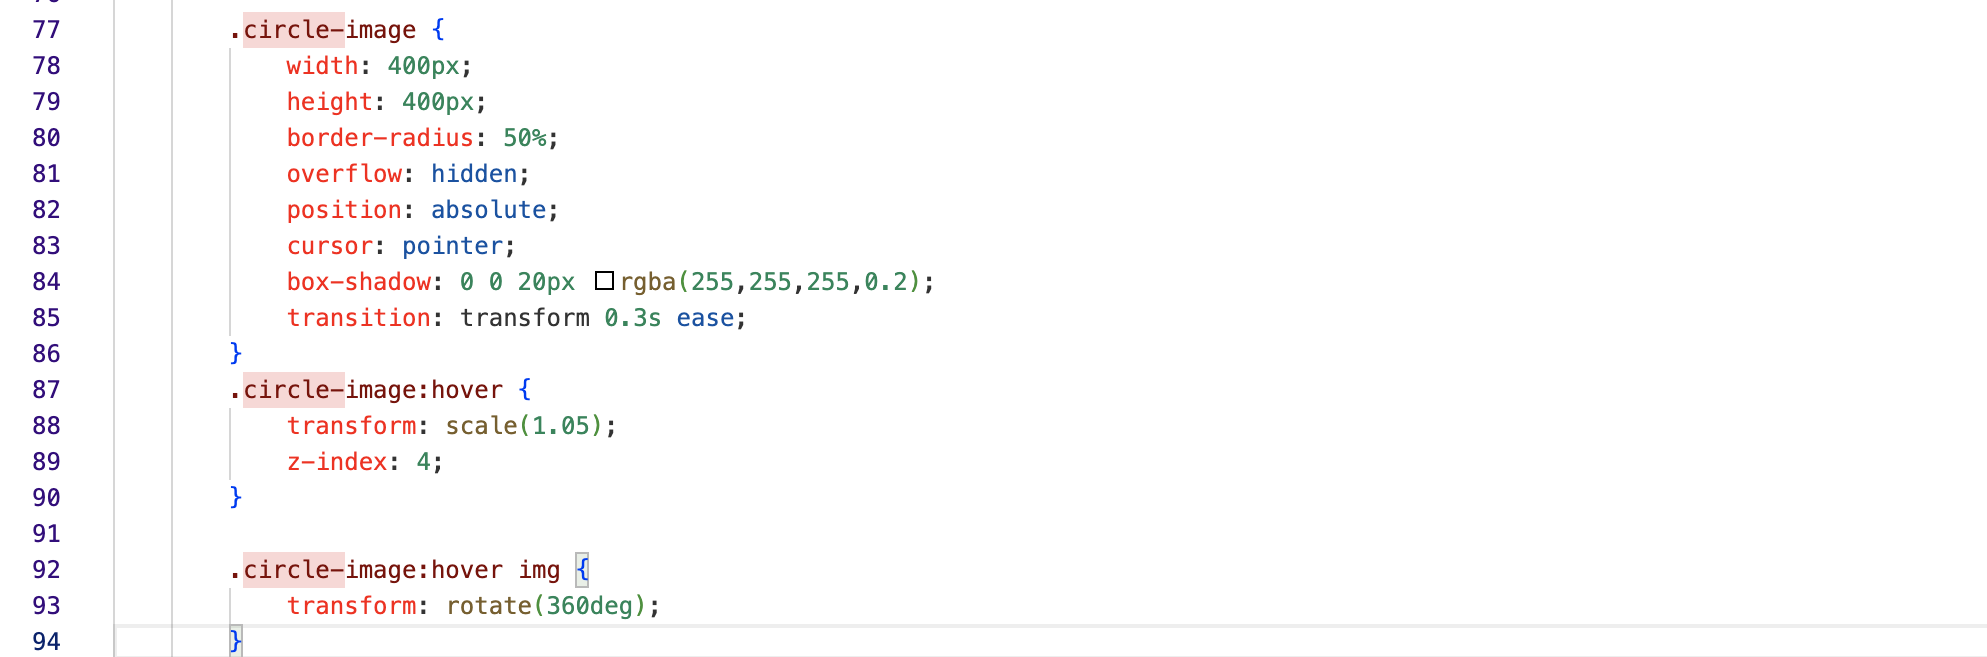 77 .circle-image {
78 width: 400px;
79 height: 400px;
80 border-radius: 50%;
81 overflow: hidden;
82 position: absolute;
83 cursor: pointer;
84 box-shadow: 0 0 20px rgba(255,255,255,0.2);
85 transition: transform 0.3s ease;
86 }
87 .circle-image:hover {
88 transform: scale(1.05);
89 z-index: 4;
90 }
91
92 .circle-image:hover img {
93 transform: rotate(360deg);
94 }